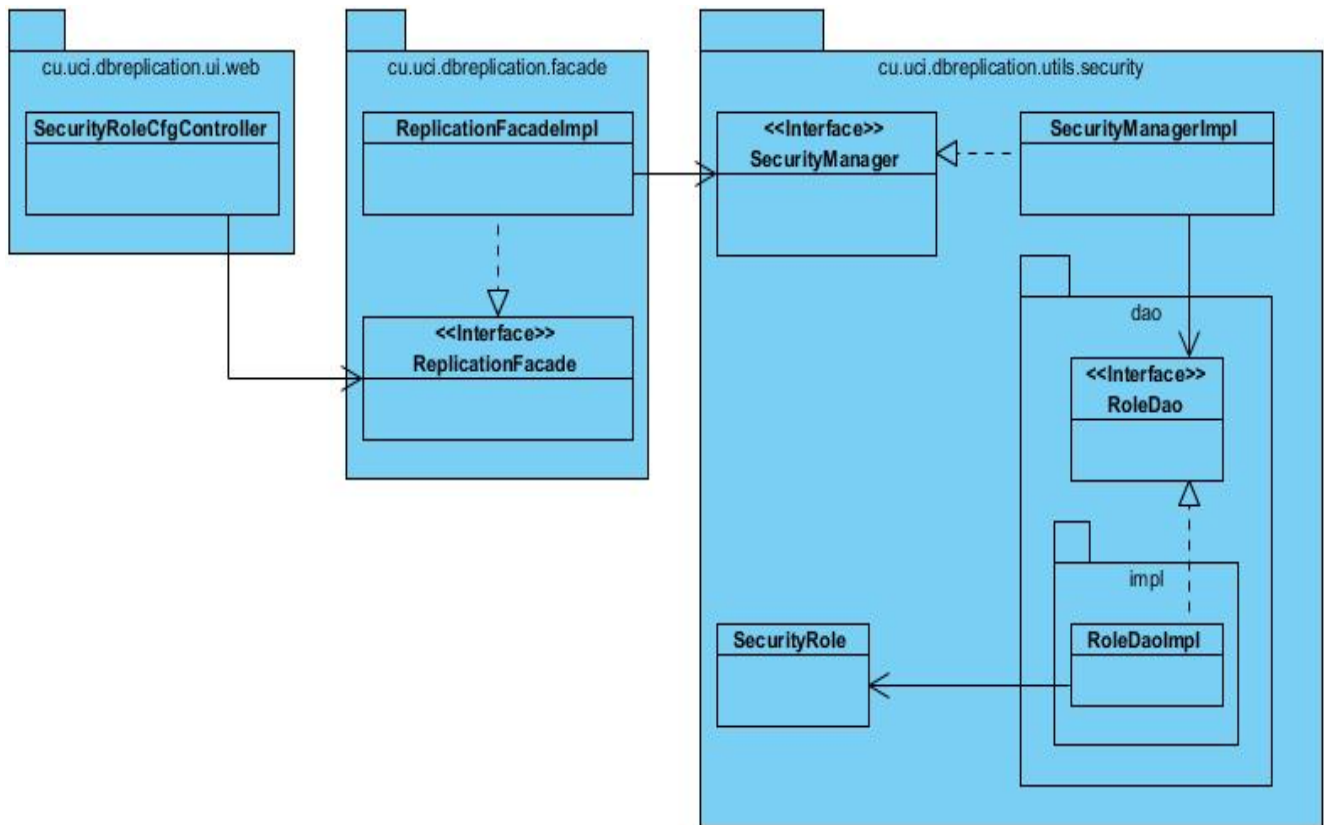 cu.uci.dbreplication.ui.web
SecurityRoleCfgController
cu.uci.dbreplication.facade
ReplicationFacadeImpl
<<Interface>>
ReplicationFacade
cu.uci.dbreplication.utils.security
<<Interface>>
SecurityManager
SecurityManagerImpl
dao
<<Interface>>
RoleDao
impl
SecurityRole
RoleDaoImpl